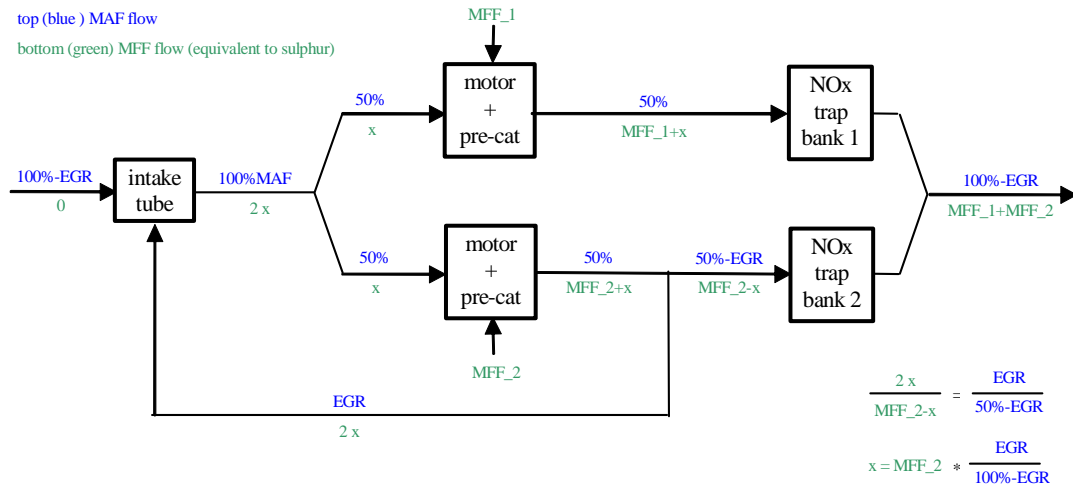 top (blue ) MAF flow
bottom (green) MFF flow (equivalent to sulphur)
MFF_1
motor
+
pre-cat
NOx
trap
bank 1
50%
x
50%
MFF_1+x
100%-EGR
0
intake
tube
100%MAF
2 x
100%-EGR
MFF_1+MFF_2
50%
x
motor
+
pre-cat
50%
MFF_2+x
50%-EGR
MFF_2-x
NOx
trap
bank 2
MFF_2
EGR
2 x
2 x / MFF_2-x = EGR / 50%-EGR
x = MFF_2 * EGR / 100%-EGR